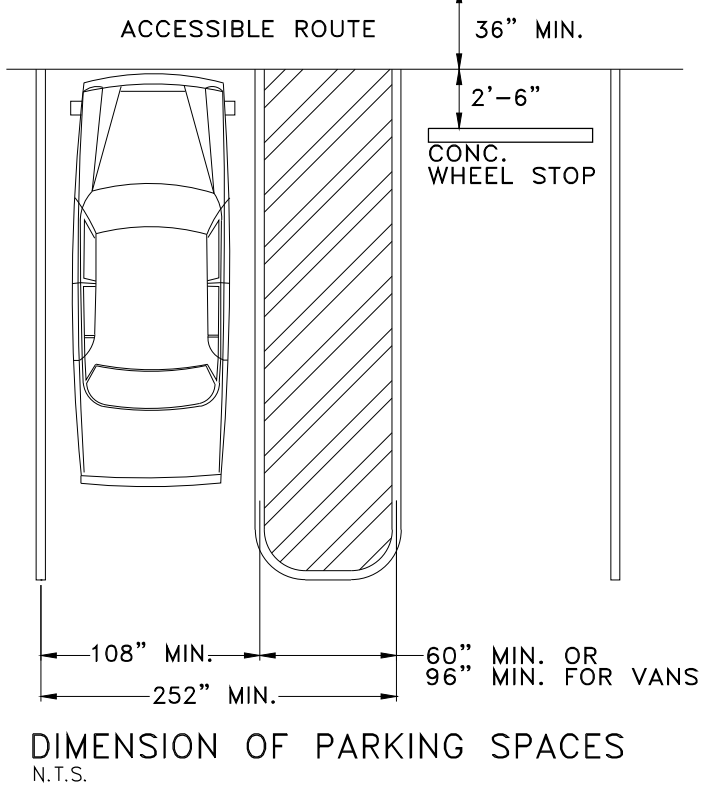 ACCESSIBLE ROUTE
36” MIN.
2’–6”
CONC.
WHEEL STOP
108” MIN.
60” MIN. OR
96” MIN. FOR VANS
252” MIN.
DIMENSION OF PARKING SPACES
N.T.S.